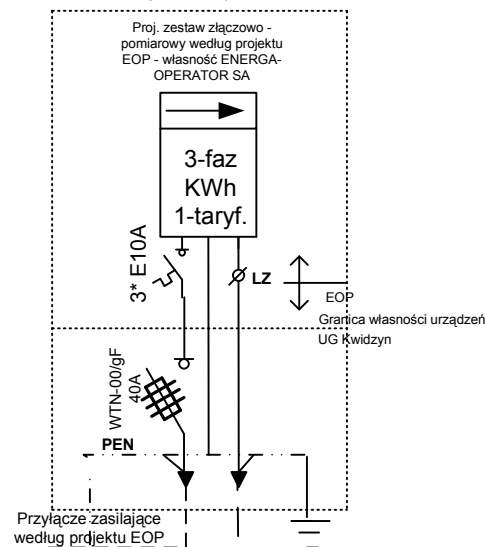 Proj. zestaw złączowo -
pomiarowy według projektu
EOP - własność ENERGA-
OPERATOR SA
3-faz
KWh
1-taryf.
3* E10A
LZ
EOP
Granica własności urządzeń
UG Kwidzyn
WTN-00/gF
40A
PEN
Przyłącze zasilające
według projektu EOP